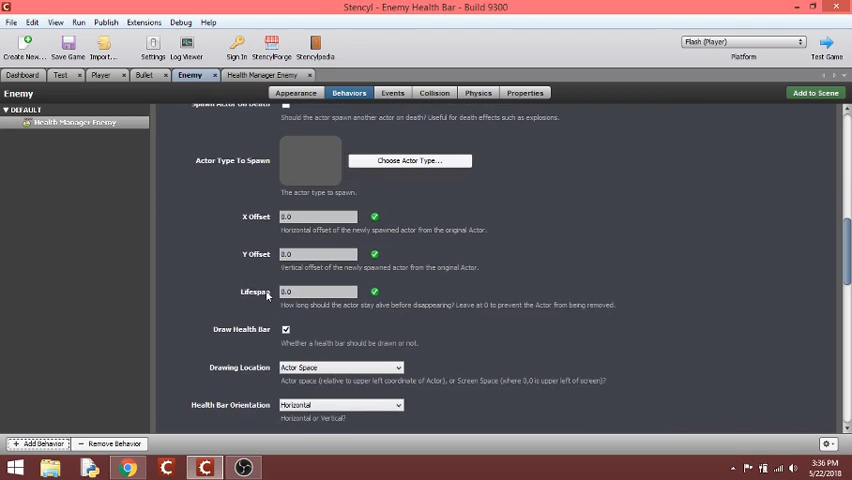 Stencyl - Enemy Health Bar - Build 9300
File Edit View Run Publish Extensions Debug Help
Create New... Save Game Import... Settings Log Viewer Sign In StencylForge Stencylpedia
Flash (Player)
Platform Test Game
Dashboard Test Player Bullet Enemy Health Manager Enemy
Enemy Appearance Behaviors Events Collision Physics Properties Add to Scene
DEFAULT
Health Manager Enemy
Spawn Actor On Death
Should the actor spawn another actor on death? Useful for death effects such as explosions.
Actor Type To Spawn Choose Actor Type...
The actor type to spawn.
X Offset 0.0
Horizontal offset of the newly spawned actor from the original Actor.
Y Offset 0.0
Vertical offset of the newly spawned actor from the original Actor.
Lifespan 0.0
How long should the actor stay alive before disappearing? Leave at 0 to prevent the Actor from being removed.
Draw Health Bar
Whether a health bar should be drawn or not.
Drawing Location Actor Space
Actor space (relative to upper left coordinate of Actor), or Screen Space (where 0,0 is upper left of screen)?
Health Bar Orientation Horizontal
Horizontal or Vertical?
+ Add Behavior - Remove Behavior
3:36 PM
5/22/2018